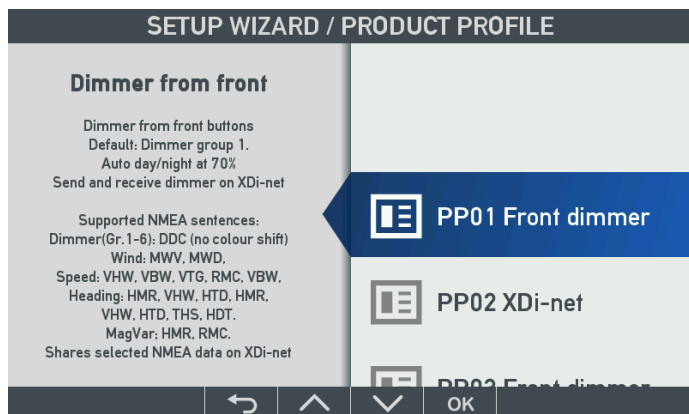 SETUP WIZARD / PRODUCT PROFILE
Dimmer from front
Dimmer from front buttons
Default: Dimmer group 1.
Auto day/night at 70%
Send and receive dimmer on XDi-net
Supported NMEA sentences:
Dimmer(Gr.1-6): DDC (no colour shift)
Wind: MWV, MWD,
Speed: VHW, VBW, VTG, RMC, VBW,
Heading: HMR, VHW, HTD, HMR,
VHW, HTD, THS, HDT.
MagVar: HMR, RMC.
Shares selected NMEA data on XDi-net
PP01 Front dimmer
PP02 XDi-net
PP03 Front dimmer
OK